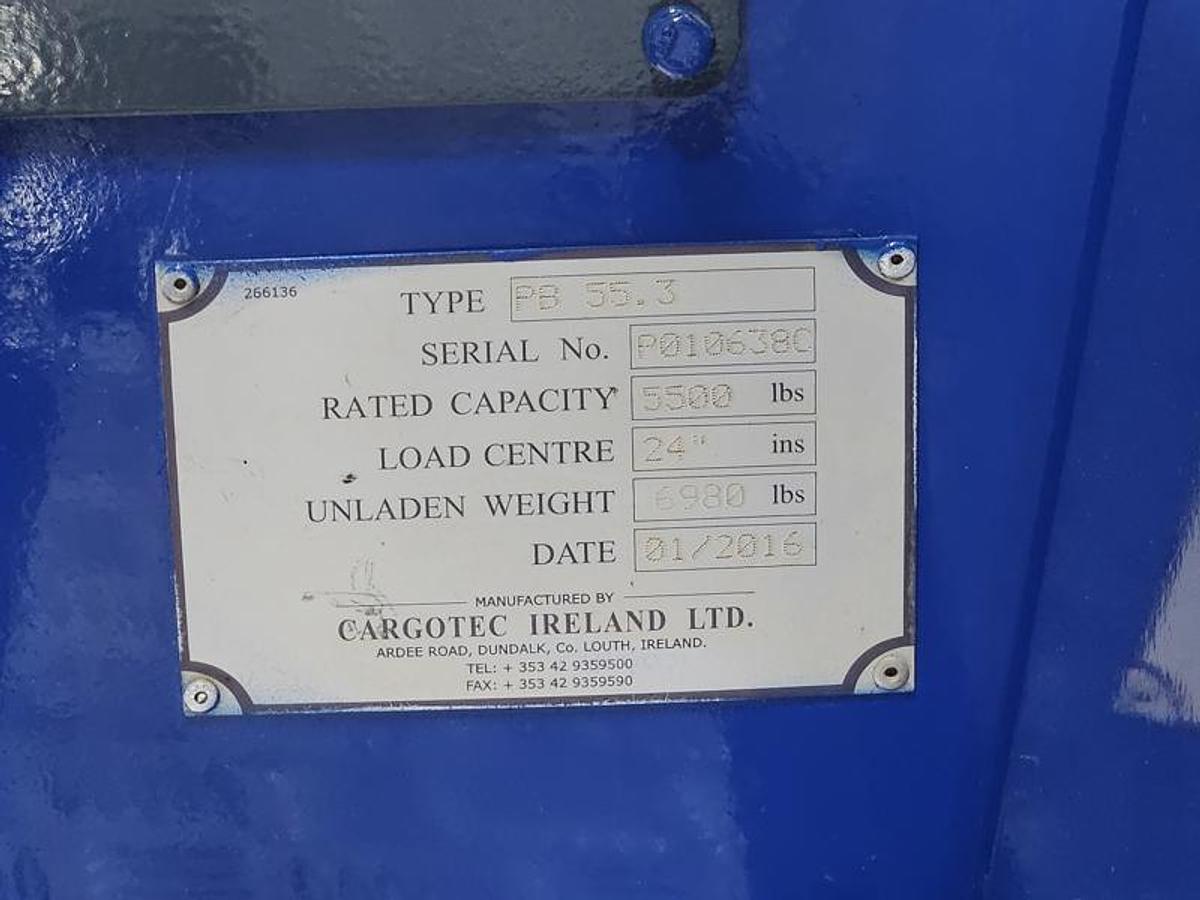 266136
TYPE PB 55.3
SERIAL No. P010638C
RATED CAPACITY 5500 lbs
LOAD CENTRE 24" ins
UNLADEN WEIGHT 6980 lbs
DATE 01/2016
MANUFACTURED BY
CARGOTEC IRELAND LTD.
ARDEE ROAD, DUNDALK, Co. LOUTH, IRELAND.
TEL: + 353 42 9359500
FAX: + 353 42 9359590